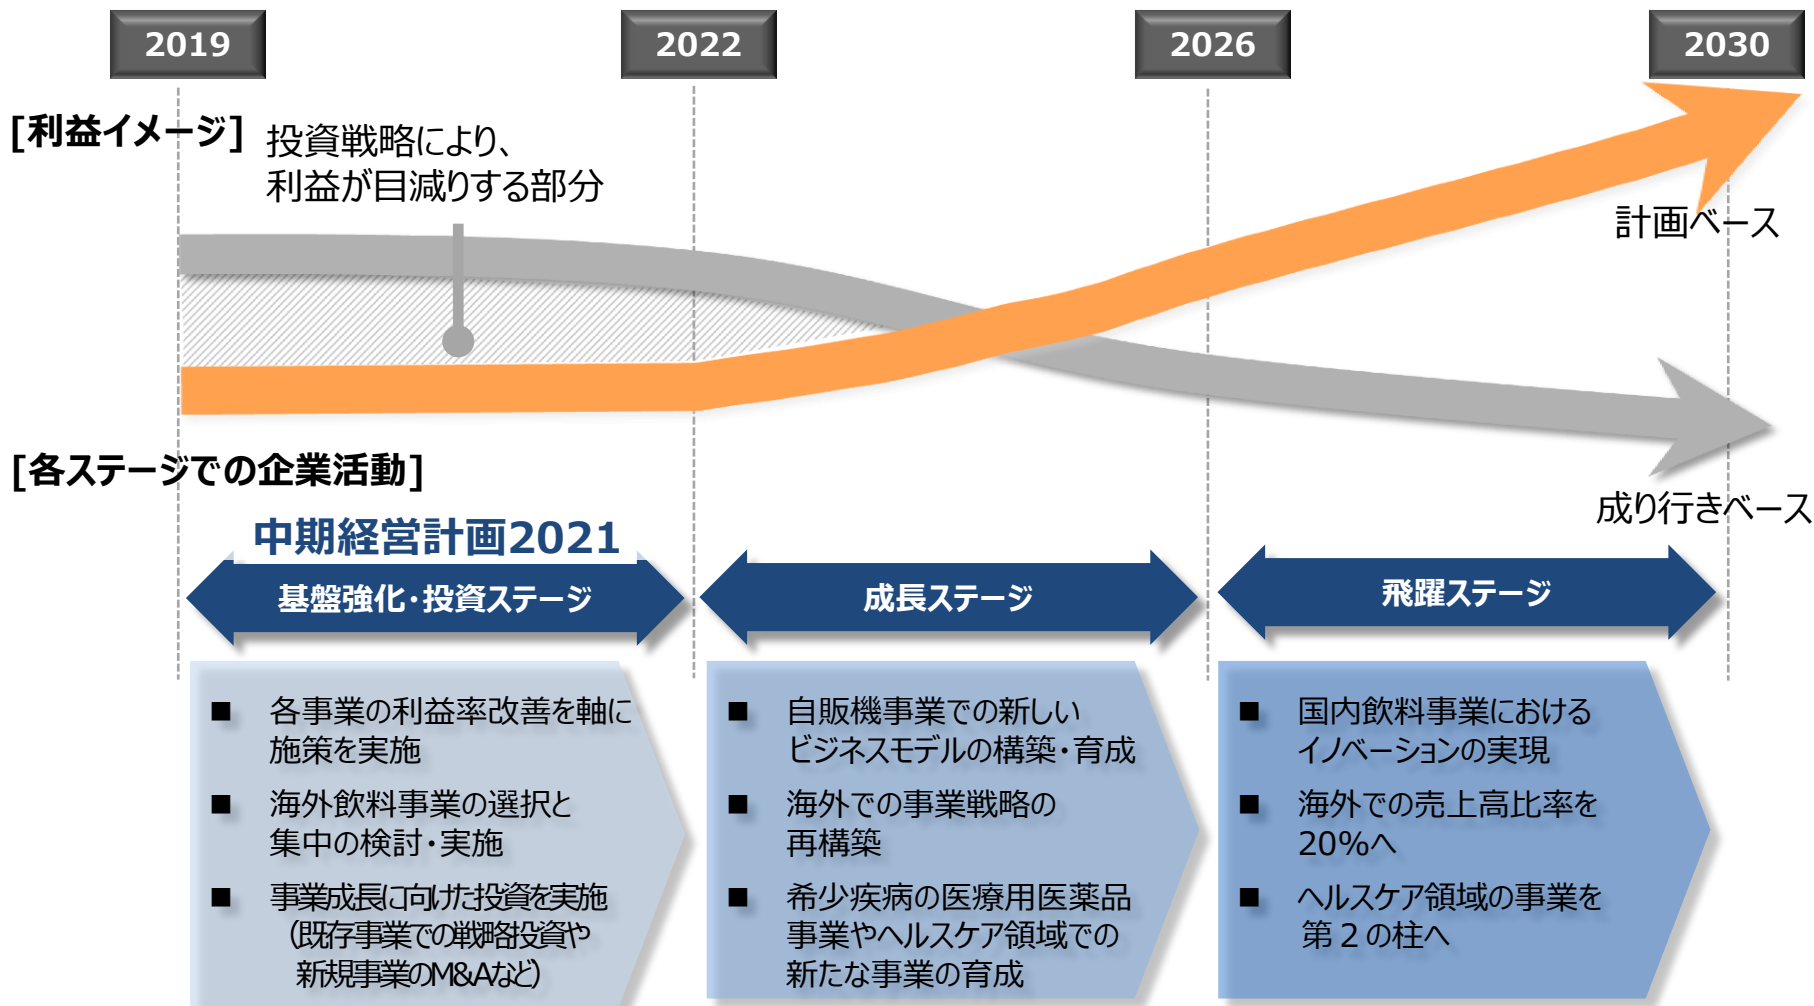 2019
2022
2026
2030
[利益イメージ]
投資戦略により、
利益が目減りする部分
計画ベース
成り行きベース
[各ステージでの企業活動]
中期経営計画2021
基盤強化・投資ステージ
成長ステージ
飛躍ステージ
■ 各事業の利益率改善を軸に
施策を実施
■ 海外飲料事業の選択と
集中の検討・実施
■ 事業成長に向けた投資を実施
（既存事業での戦略投資や
新規事業のM&Aなど）
■ 自販機事業での新しい
ビジネスモデルの構築・育成
■ 海外での事業戦略の
再構築
■ 希少疾病の医療用医薬品
事業やヘルスケア領域での
新たな事業の育成
■ 国内飲料事業における
イノベーションの実現
■ 海外での売上高比率を
20%へ
■ ヘルスケア領域の事業を
第２の柱へ